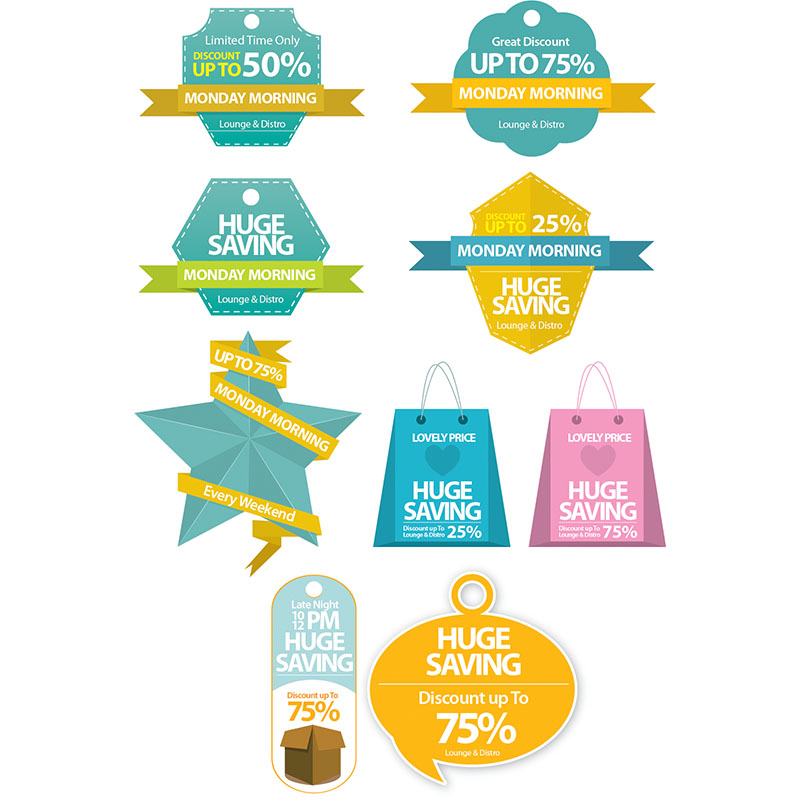 Limited Time Only
DISCOUNT
UP TO 50%
MONDAY MORNING
Lounge & Distro
Great Discount
UP TO 75%
MONDAY MORNING
Lounge & Distro
HUGE
SAVING
MONDAY MORNING
Lounge & Distro
DISCOUNT
UP TO 25%
MONDAY MORNING
HUGE
SAVING
Lounge & Distro
UP TO 75%
MONDAY MORNING
Every Weekend
LOVELY PRICE
HUGE
SAVING
Discount up To
Lounge & Distro 25%
LOVELY PRICE
HUGE
SAVING
Discount up To
Lounge & Distro 75%
Late Night
10
12 PM
HUGE
SAVING
Discount up To
75%
HUGE
SAVING
Discount up To
75%
Lounge & Distro